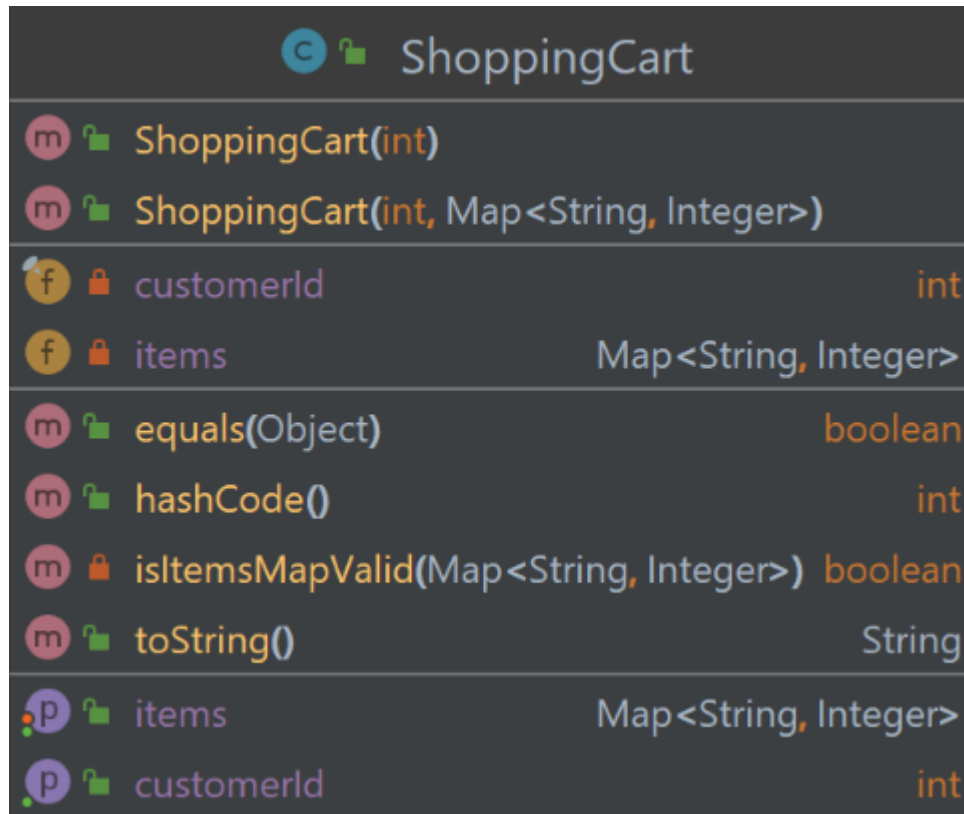 C ShoppingCart
m ShoppingCart(int)
m ShoppingCart(int, Map<String, Integer>)
f customerId int
f items Map<String, Integer>
m equals(Object) boolean
m hashCode() int
m isItemsMapValid(Map<String, Integer>) boolean
m toString() String
p items Map<String, Integer>
p customerId int